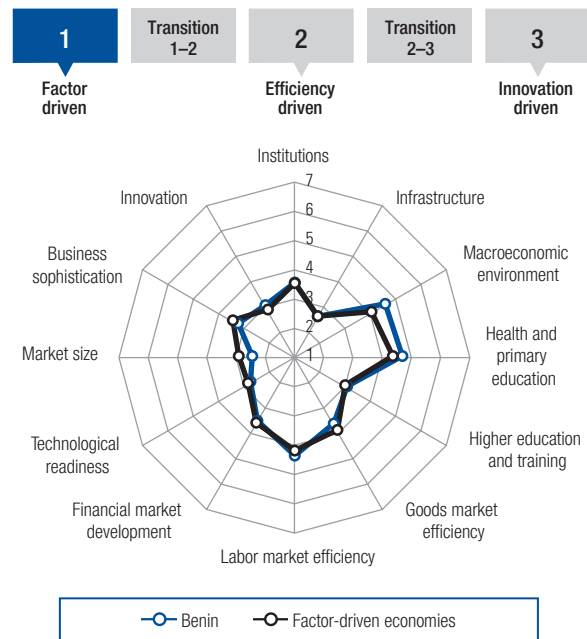 1
Transition
1–2
2
Transition
2–3
3
Factor
driven
Efficiency
driven
Innovation
driven
Institutions
Innovation
7
Infrastructure
6
5
Business
sophistication
4
Macroeconomic
environment
3
2
Market size
1
Health and
primary
education
Technological
readiness
Higher education
and training
Financial market
development
Goods market
efficiency
Labor market efficiency
Benin
Factor-driven economies